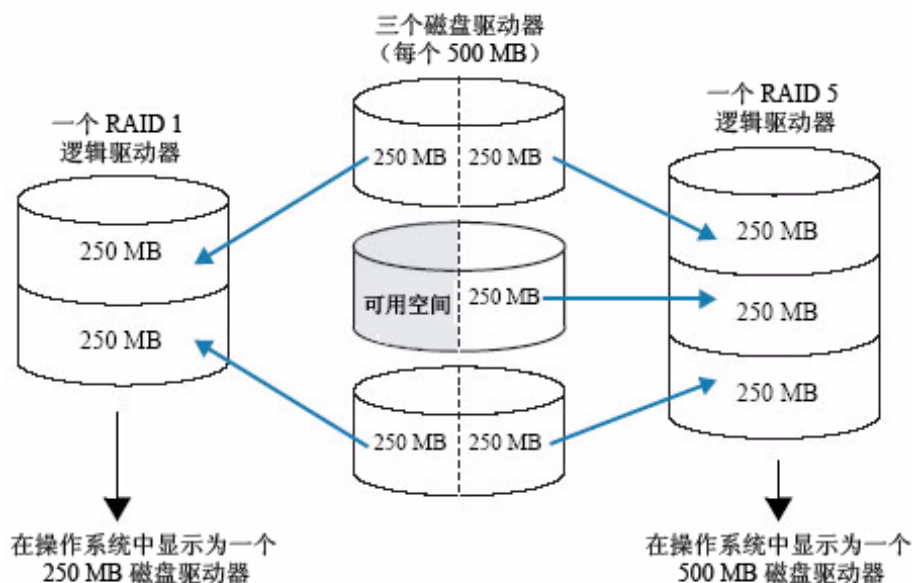 三个磁盘驱动器
（每个 500 MB）
一个 RAID 1
逻辑驱动器
一个 RAID 5
逻辑驱动器
250 MB
250 MB
250 MB
250 MB
可用空间
250 MB
250 MB
250 MB
250 MB
250 MB
250 MB
在操作系统中显示为一个
250 MB 磁盘驱动器
在操作系统中显示为一个
500 MB 磁盘驱动器